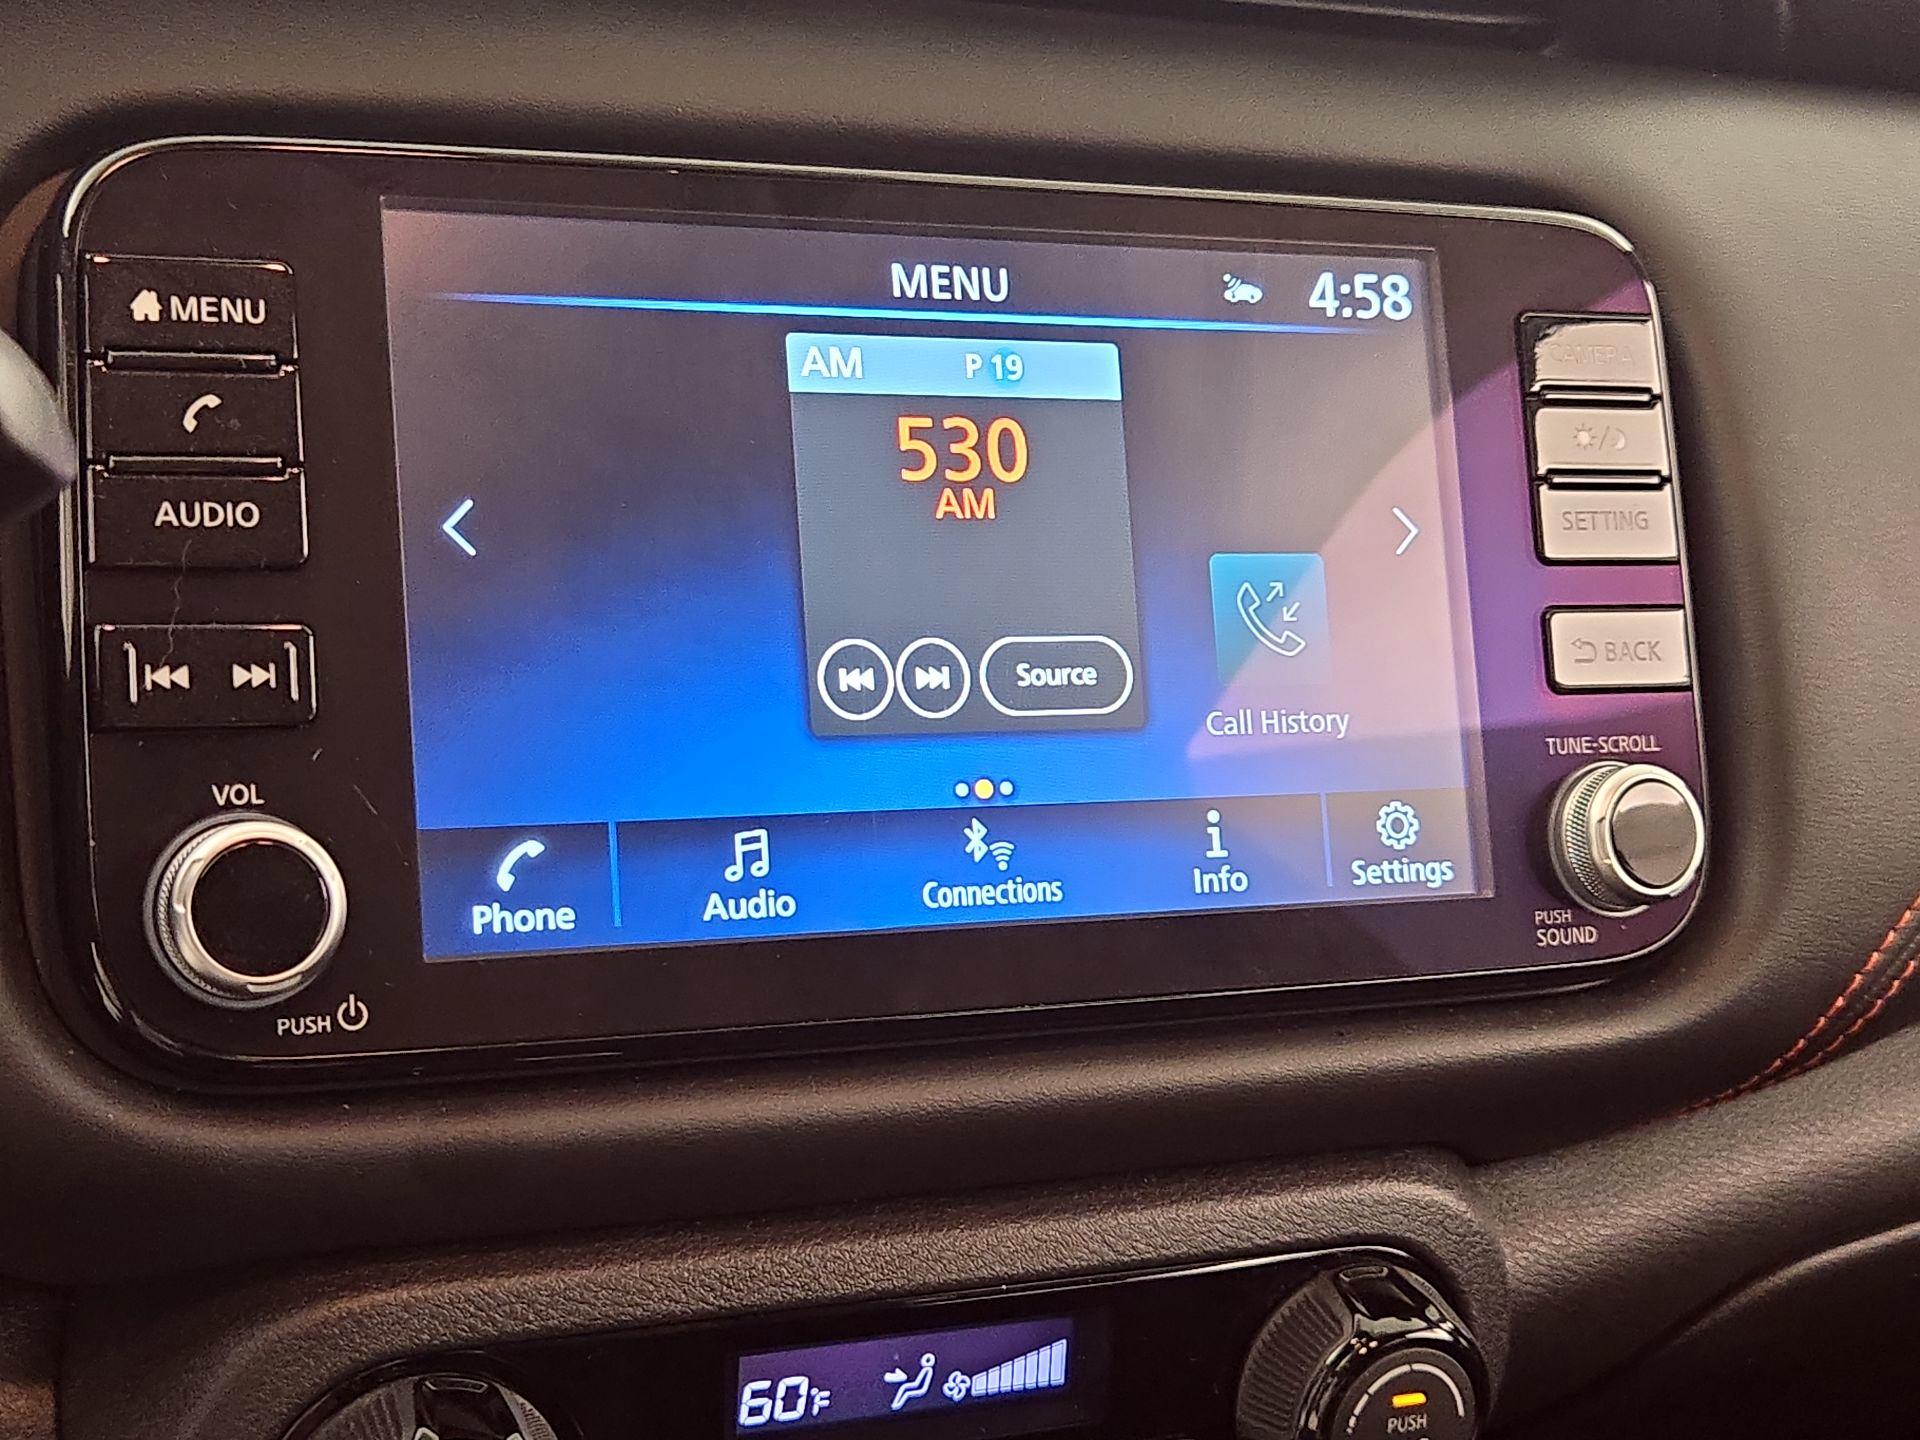 MENU
AUDIO
VOL
PUSH
MENU
4:58
AM P 19
530
AM
Source
Call History
Phone
Audio
Connections
Info
Settings
CAMERA
SETTING
BACK
TUNE-SCROLL
PUSH
SOUND
60°F
PUSH